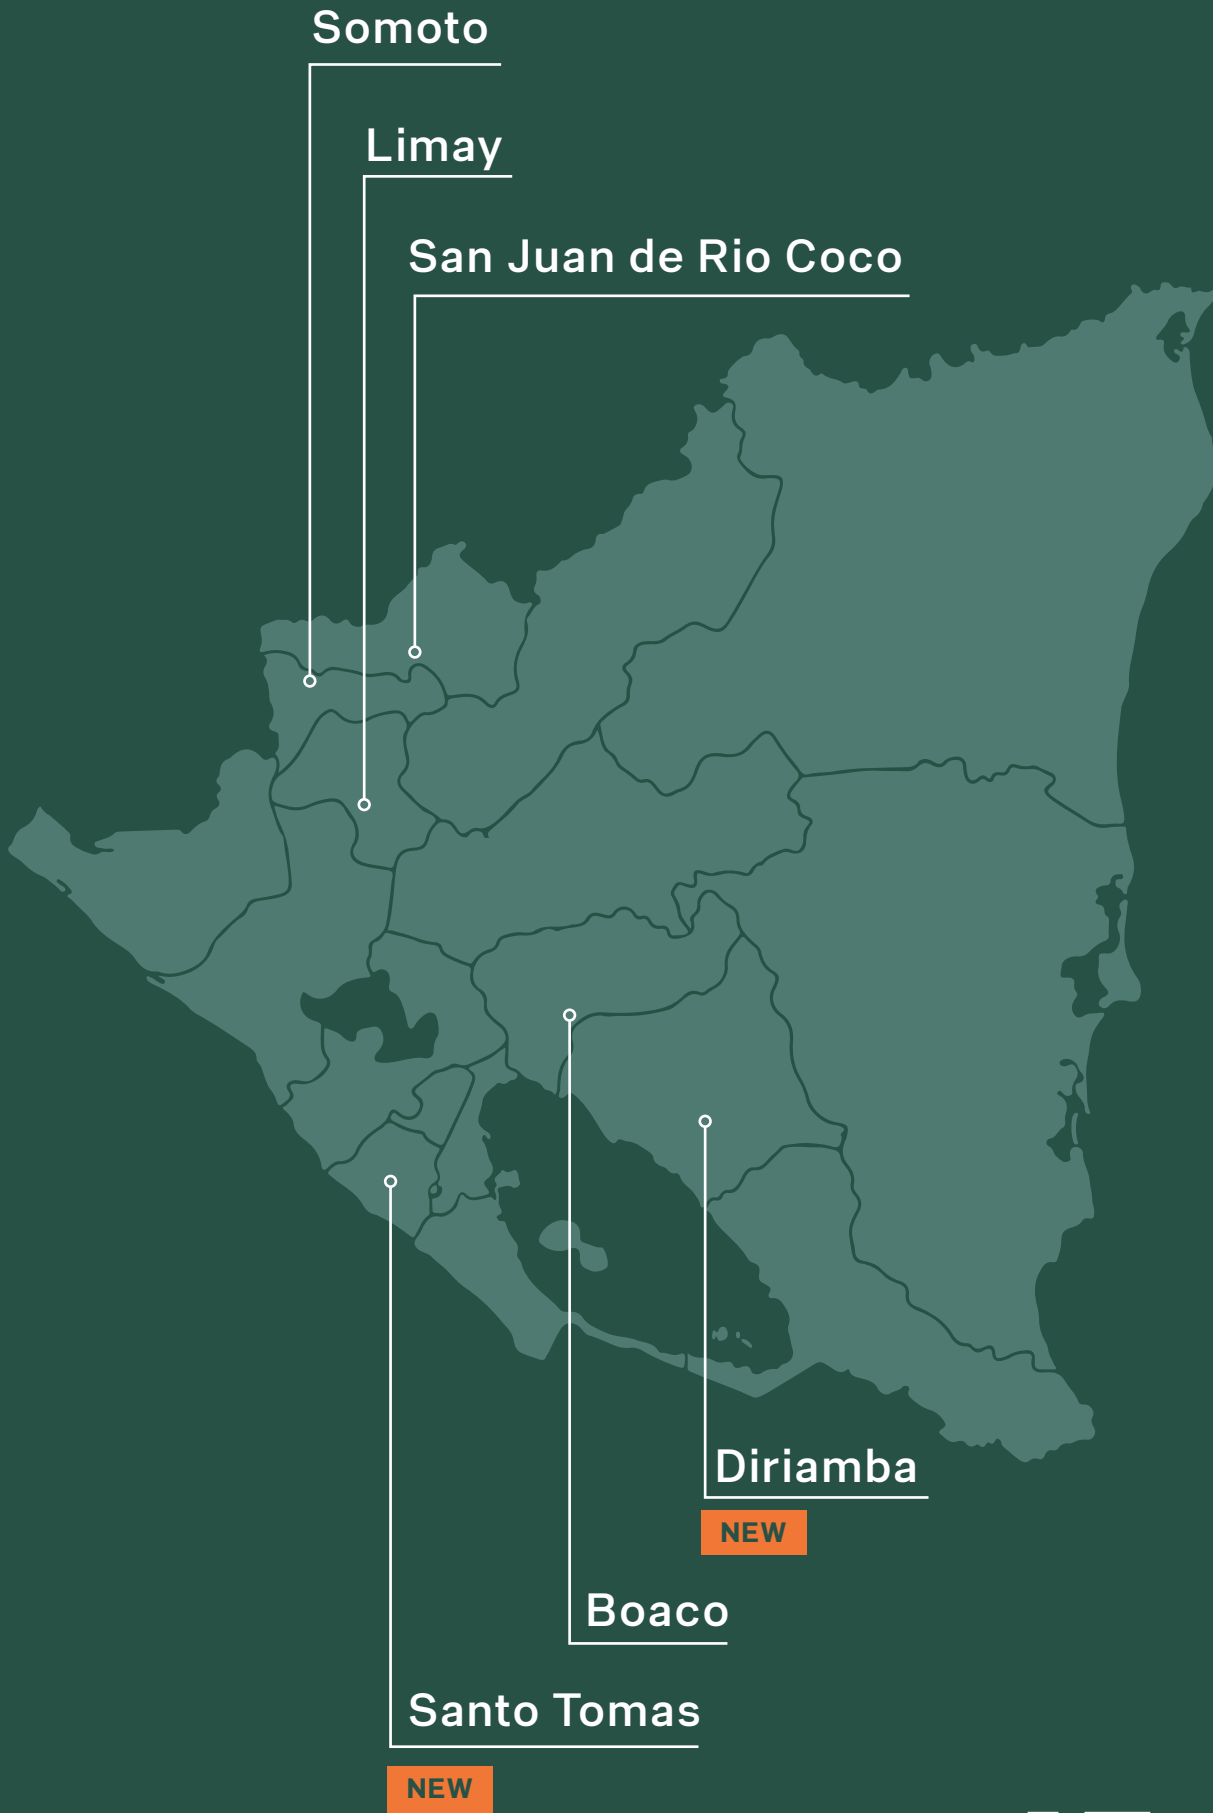 Somoto
Limay
San Juan de Rio Coco
Diriamba
NEW
Boaco
Santo Tomas
NEW